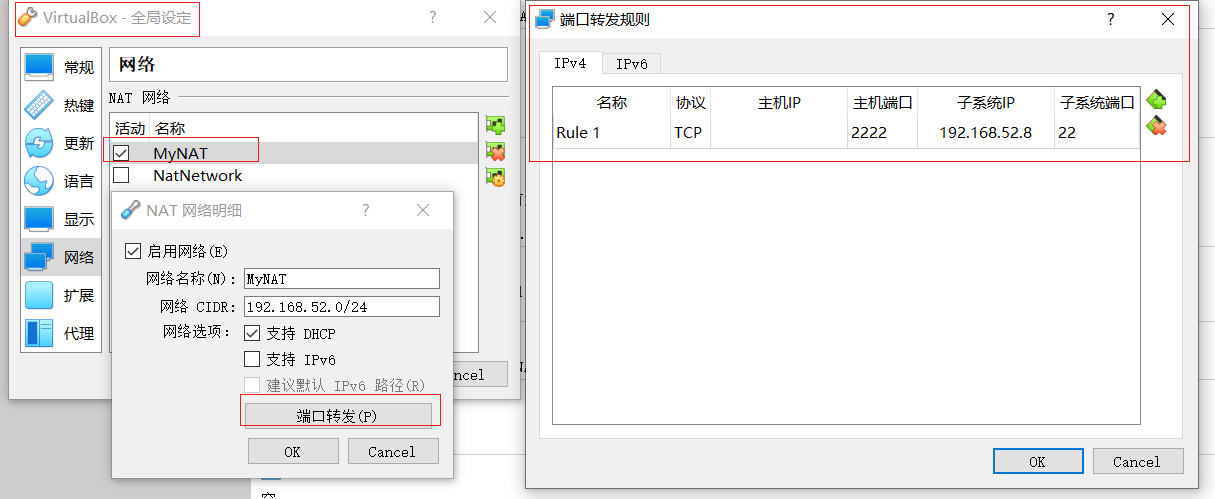 VirtualBox - 全局设定
?
常规
热键
更新
语言
显示
网络
扩展
代理
网络
NAT 网络
活动 名称
MyNAT
NatNetwork
NAT 网络明细
?
启用网络(E)
网络名称(N): MyNAT
网络 CIDR: 192.168.52.0/24
网络选项: 支持 DHCP
支持 IPv6
建议默认 IPv6 路径(R)
端口转发(P)
OK Cancel
ncel
端口转发规则
?
IPv4 IPv6
名称 协议 主机IP 主机端口 子系统IP 子系统端口
Rule 1 TCP 2222 192.168.52.8 22
OK Cancel